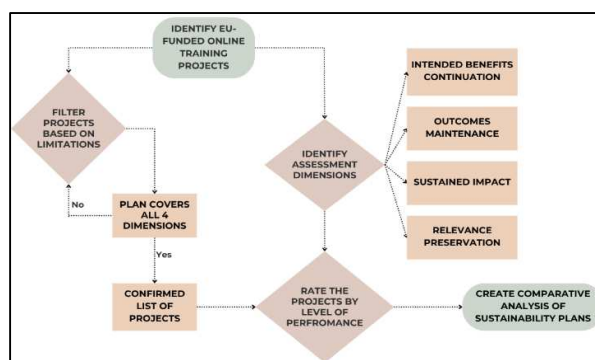 IDENTIFY EU-
FUNDED ONLINE
TRAINING
PROJECTS
FILTER
PROJECTS
BASED ON
LIMITATIONS
No
PLAN COVERS
ALL 4
DIMENSIONS
Yes
CONFIRMED
LIST OF
PROJECTS
IDENTIFY
ASSESSMENT
DIMENSIONS
INTENDED BENEFITS
CONTINUATION
OUTCOMES
MAINTENANCE
SUSTAINED IMPACT
RELEVANCE
PRESERVATION
RATE THE
PROJECTS BY
LEVEL OF
PERFROMANCE
CREATE COMPARATIVE
ANALYSIS OF
SUSTAINABILITY PLANS